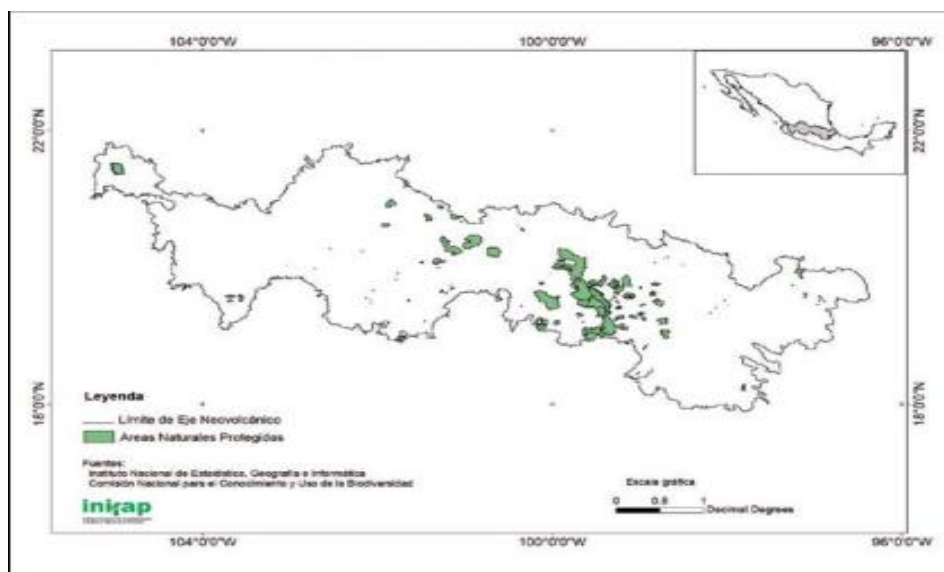 104°0'0"W 100°0'0"W 96°0'0"W
22°0'0"N 22°0'0"N
18°0'0"N 18°0'0"N
Leyenda
Límite de Eje Neovolcánico
Areas Naturales Protegidas
Fuentes:
Instituto Nacional de Estadística, Geografía e Informática
Comisión Nacional para el Conocimiento y Uso de la Biodiversidad
inifap
Escala gráfica
0 0.5 1
Decimal Degrees
104°0'0"W 100°0'0"W 96°0'0"W